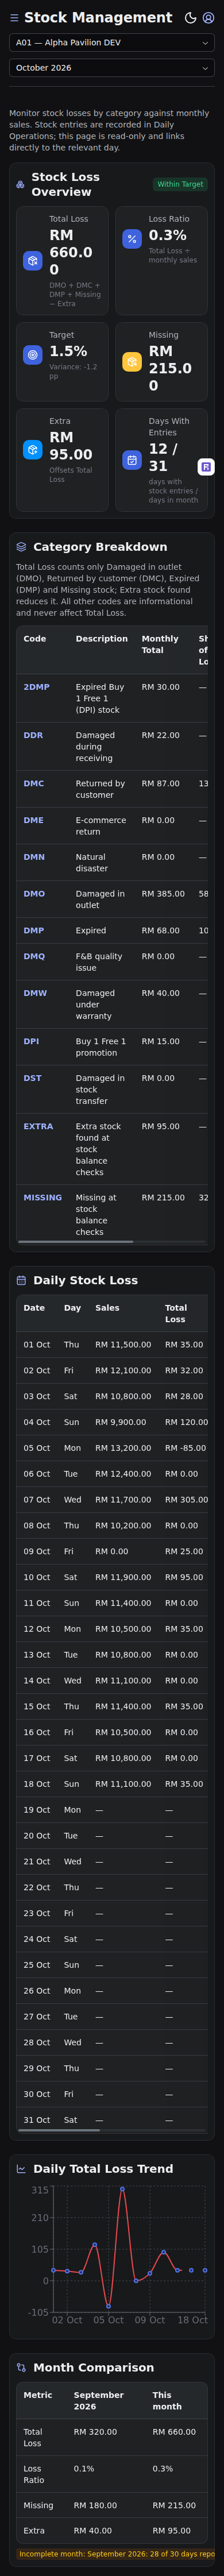 Stock Management
A01 — Alpha Pavilion DEV
October 2026
Monitor stock losses by category against monthly
sales. Stock entries are recorded in Daily
Operations; this page is read-only and links
directly to the relevant day.
Stock Loss
Overview
Within Target
Total Loss
RM
660.0
0
DMO + DMC +
DMP + Missing
− Extra
Loss Ratio
0.3%
Total Loss ÷
monthly sales
Target
1.5%
Variance: -1.2
pp
Missing
RM
215.0
0
Extra
RM
95.00
Offsets Total
Loss
Days With
Entries
12 /
31
days with
stock entries /
days in month
Category Breakdown
Total Loss counts only Damaged in outlet
(DMO), Returned by customer (DMC), Expired
(DMP) and Missing stock; Extra stock found
reduces it. All other codes are informational
and never affect Total Loss.
Code Description Monthly
Total
2DMP Expired Buy
1 Free 1
(DPI) stock RM 30.00 —
DDR Damaged
during
receiving RM 22.00 —
DMC Returned by
customer RM 87.00 13
DME E-commerce
return RM 0.00 —
DMN Natural
disaster RM 0.00 —
DMO Damaged in
outlet RM 385.00 58
DMP Expired RM 68.00 10
DMQ F&B quality
issue RM 0.00 —
DMW Damaged
under
warranty RM 40.00 —
DPI Buy 1 Free 1
promotion RM 15.00 —
DST Damaged in
stock
transfer RM 0.00 —
EXTRA Extra stock
found at
stock
balance
checks RM 95.00 —
MISSING Missing at
stock
balance
checks RM 215.00 32
Daily Stock Loss
Date Day Sales Total
Loss
01 Oct Thu RM 11,500.00 RM 35.00
02 Oct Fri RM 12,100.00 RM 32.00
03 Oct Sat RM 10,800.00 RM 28.00
04 Oct Sun RM 9,900.00 RM 120.00
05 Oct Mon RM 13,200.00 RM -85.00
06 Oct Tue RM 12,400.00 RM 0.00
07 Oct Wed RM 11,700.00 RM 305.00
08 Oct Thu RM 10,200.00 RM 0.00
09 Oct Fri RM 0.00 RM 25.00
10 Oct Sat RM 11,900.00 RM 95.00
11 Oct Sun RM 11,400.00 RM 0.00
12 Oct Mon RM 10,500.00 RM 35.00
13 Oct Tue RM 10,800.00 RM 0.00
14 Oct Wed RM 11,100.00 RM 0.00
15 Oct Thu RM 11,400.00 RM 35.00
16 Oct Fri RM 10,500.00 RM 0.00
17 Oct Sat RM 10,800.00 RM 0.00
18 Oct Sun RM 11,100.00 RM 35.00
19 Oct Mon — —
20 Oct Tue — —
21 Oct Wed — —
22 Oct Thu — —
23 Oct Fri — —
24 Oct Sat — —
25 Oct Sun — —
26 Oct Mon — —
27 Oct Tue — —
28 Oct Wed — —
29 Oct Thu — —
30 Oct Fri — —
31 Oct Sat — —
Daily Total Loss Trend
315
210
105
0
-105
02 Oct 05 Oct 09 Oct 18 Oct
Month Comparison
Metric September
2026 This
month
Total
Loss RM 320.00 RM 660.00
Loss
Ratio 0.1% 0.3%
Missing RM 180.00 RM 215.00
Extra RM 40.00 RM 95.00
Incomplete month: September 2026: 28 of 30 days repo